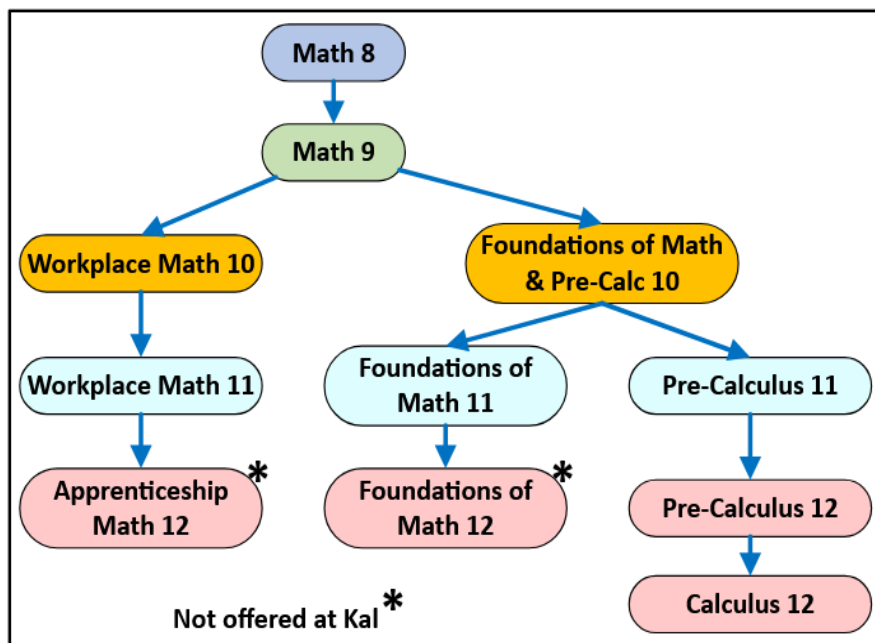 Math 8
Math 9
Workplace Math 10
Foundations of Math
& Pre-Calc 10
Workplace Math 11
Foundations of
Math 11
Pre-Calculus 11
Apprenticeship
Math 12
*
Foundations of
Math 12
*
Pre-Calculus 12
Calculus 12
Not offered at Kal *